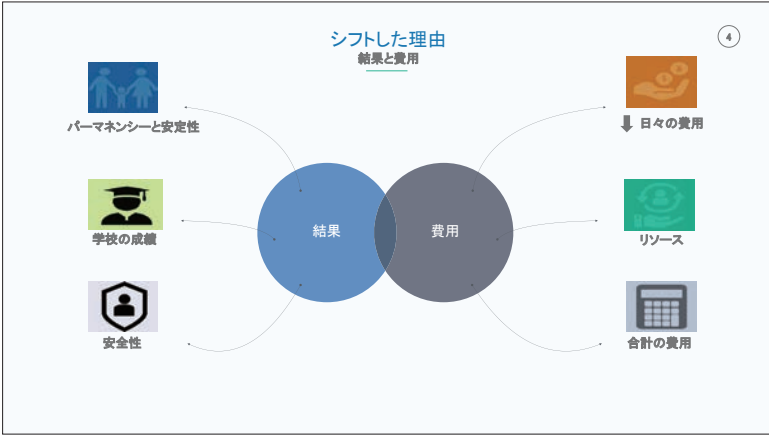 シフトした理由
結果と費用
4
パーマネンシーと安定性
学校の成績
安全性
結果
費用
日々の費用
リソース
合計の費用